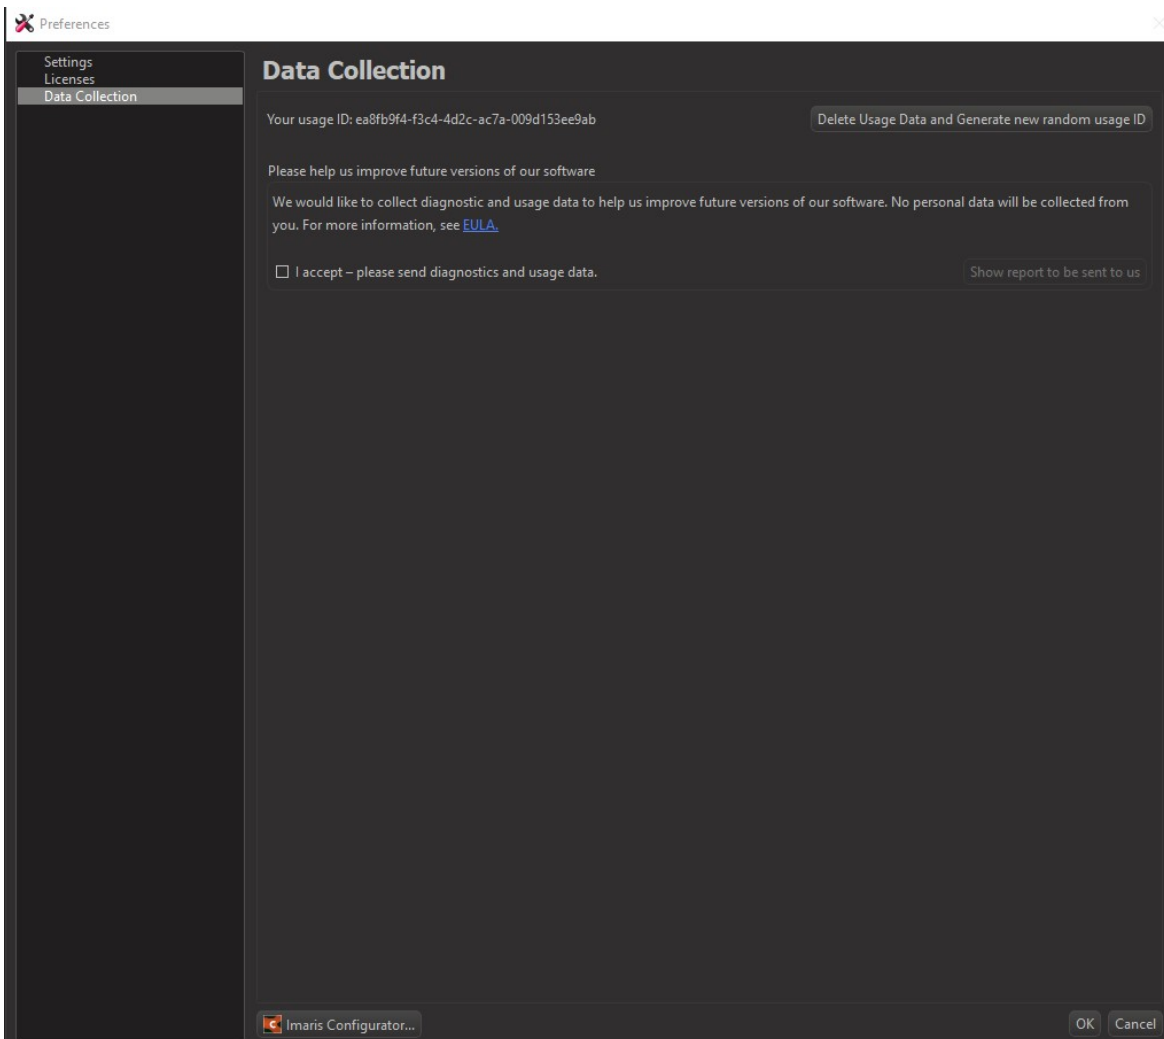 Preferences
Settings
Licenses
Data Collection
Data Collection
Your usage ID: ea8fb9f4-f3c4-4d2c-ac7a-009d153ee9ab
Delete Usage Data and Generate new random usage ID
Please help us improve future versions of our software
We would like to collect diagnostic and usage data to help us improve future versions of our software. No personal data will be collected from
you. For more information, see EULA.
I accept – please send diagnostics and usage data.
Show report to be sent to us
Imaris Configurator...
OK
Cancel